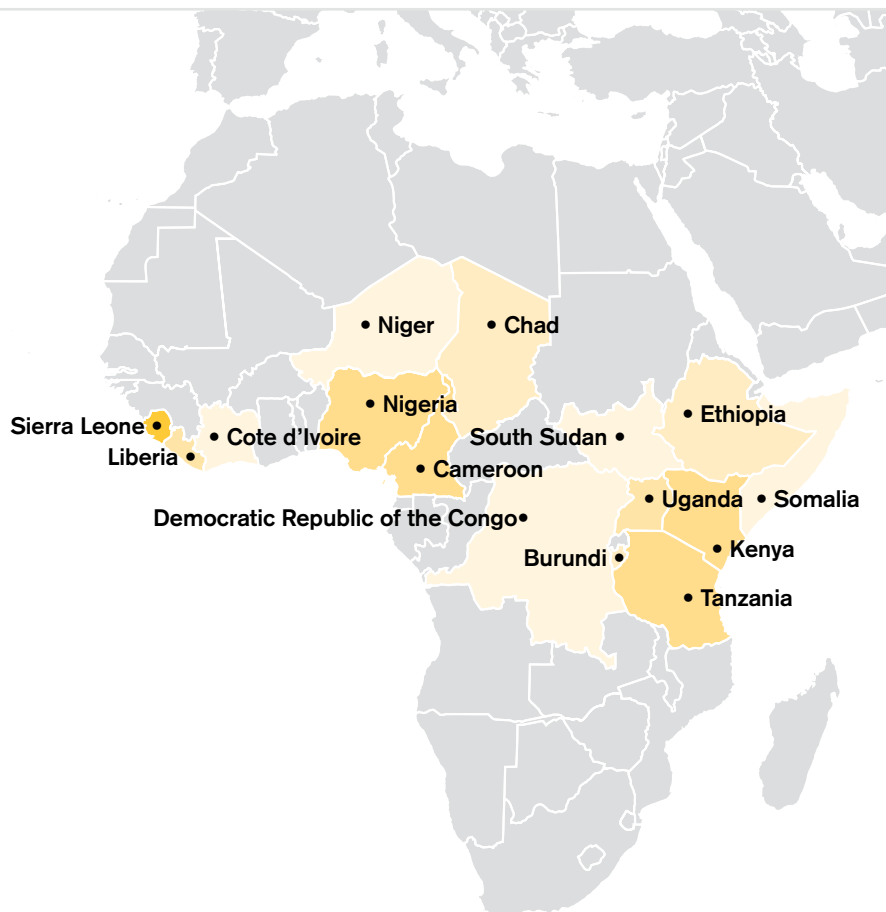 Niger
Chad
Nigeria
Ethiopia
Sierra Leone
Cote d’Ivoire
South Sudan
Liberia
Cameroon
Uganda
Somalia
Democratic Republic of the Congo
Kenya
Burundi
Tanzania